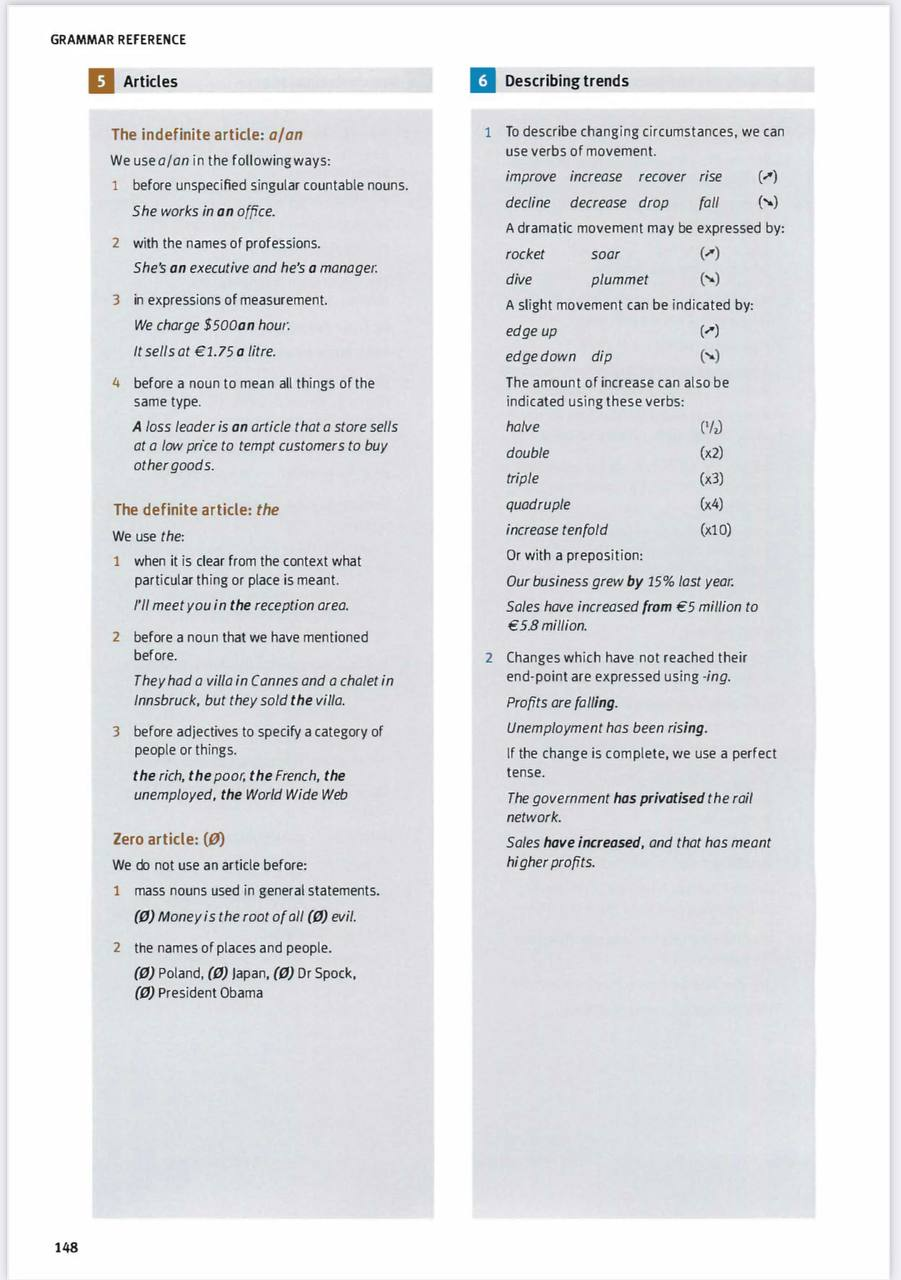 GRAMMAR REFERENCE
5 Articles
The indefinite article: a/an
We use a/an in the following ways:
1 before unspecified singular countable nouns.
She works in an office.
2 with the names of professions.
She's an executive and he's a manager.
3 in expressions of measurement.
We charge $500 an hour.
It sells at €1.75 a litre.
4 before a noun to mean all things of the
same type.
A loss leader is an article that a store sells
at a low price to tempt customers to buy
other goods.
The definite article: the
We use the:
1 when it is clear from the context what
particular thing or place is meant.
I'll meet you in the reception area.
2 before a noun that we have mentioned
before.
They had a villa in Cannes and a chalet in
Innsbruck, but they sold the villa.
3 before adjectives to specify a category of
people or things.
the rich, the poor, the French, the
unemployed, the World Wide Web
Zero article: (Ø)
We do not use an article before:
1 mass nouns used in general statements.
(Ø) Money is the root of all (Ø) evil.
2 the names of places and people.
(Ø) Poland, (Ø) Japan, (Ø) Dr Spock,
(Ø) President Obama
6 Describing trends
1 To describe changing circumstances, we can
use verbs of movement.
improve increase recover rise (↗)
decline decrease drop fall (↘)
A dramatic movement may be expressed by:
rocket soar (↗)
dive plummet (↘)
A slight movement can be indicated by:
edge up (↗)
edge down dip (↘)
The amount of increase can also be
indicated using these verbs:
halve (1/2)
double (x2)
triple (x3)
quadruple (x4)
increase tenfold (x10)
Or with a preposition:
Our business grew by 15% last year.
Sales have increased from €5 million to
€5.8 million.
2 Changes which have not reached their
end-point are expressed using -ing.
Profits are falling.
Unemployment has been rising.
If the change is complete, we use a perfect
tense.
The government has privatised the rail
network.
Sales have increased, and that has meant
higher profits.
148